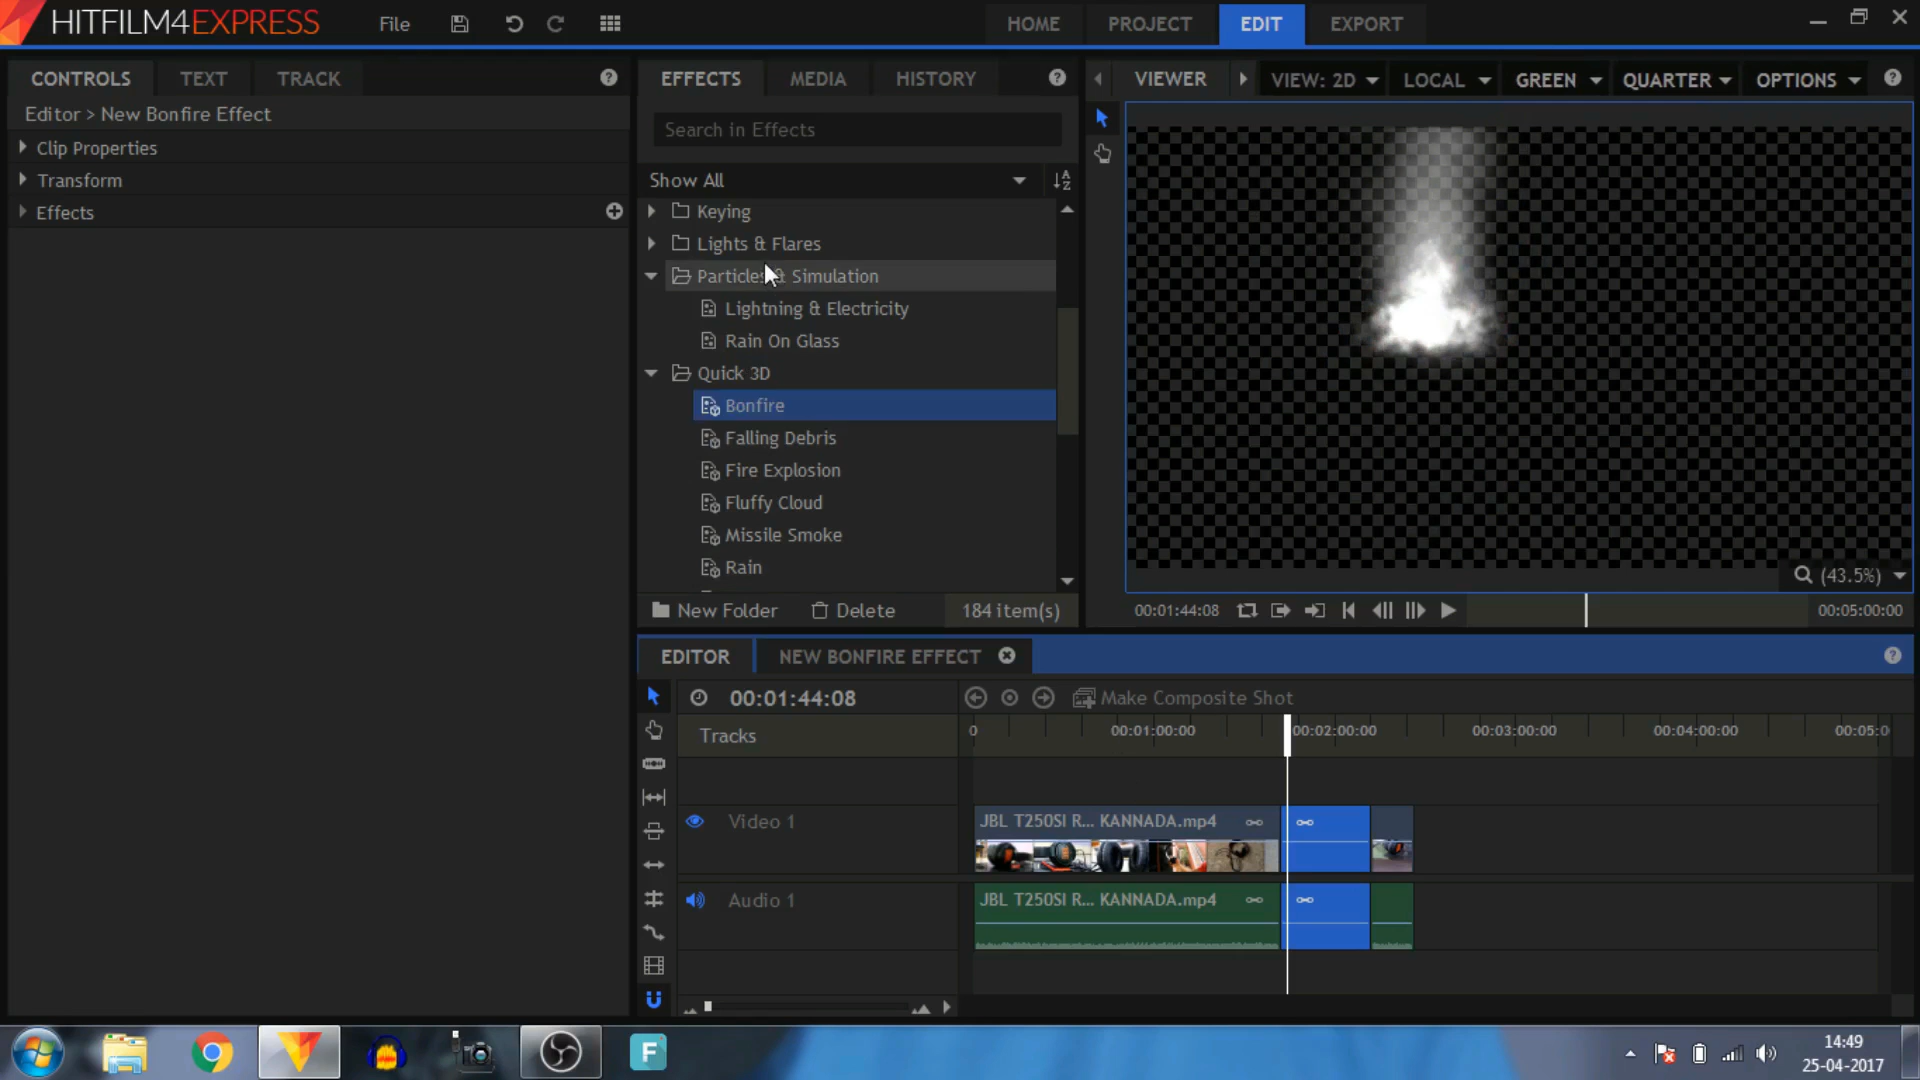 HITFILM4EXPRESS
File
HOME
PROJECT
EDIT
EXPORT
CONTROLS
TEXT
TRACK
Editor > New Bonfire Effect
Clip Properties
Transform
Effects
EFFECTS
MEDIA
HISTORY
Search in Effects
Show All
Keying
Lights & Flares
Particles & Simulation
Lightning & Electricity
Rain On Glass
Quick 3D
Bonfire
Falling Debris
Fire Explosion
Fluffy Cloud
Missile Smoke
Rain
New Folder
Delete
184 item(s)
VIEWER
VIEW: 2D
LOCAL
GREEN
QUARTER
OPTIONS
(43.5%)
00:01:44:08
00:05:00:00
EDITOR
NEW BONFIRE EFFECT
00:01:44:08
Make Composite Shot
Tracks
0
00:01:00:00
00:02:00:00
00:03:00:00
00:04:00:00
00:05:0
Video 1
JBL T250SI R... KANNADA.mp4
Audio 1
JBL T250SI R... KANNADA.mp4
F
14:49
25-04-2017